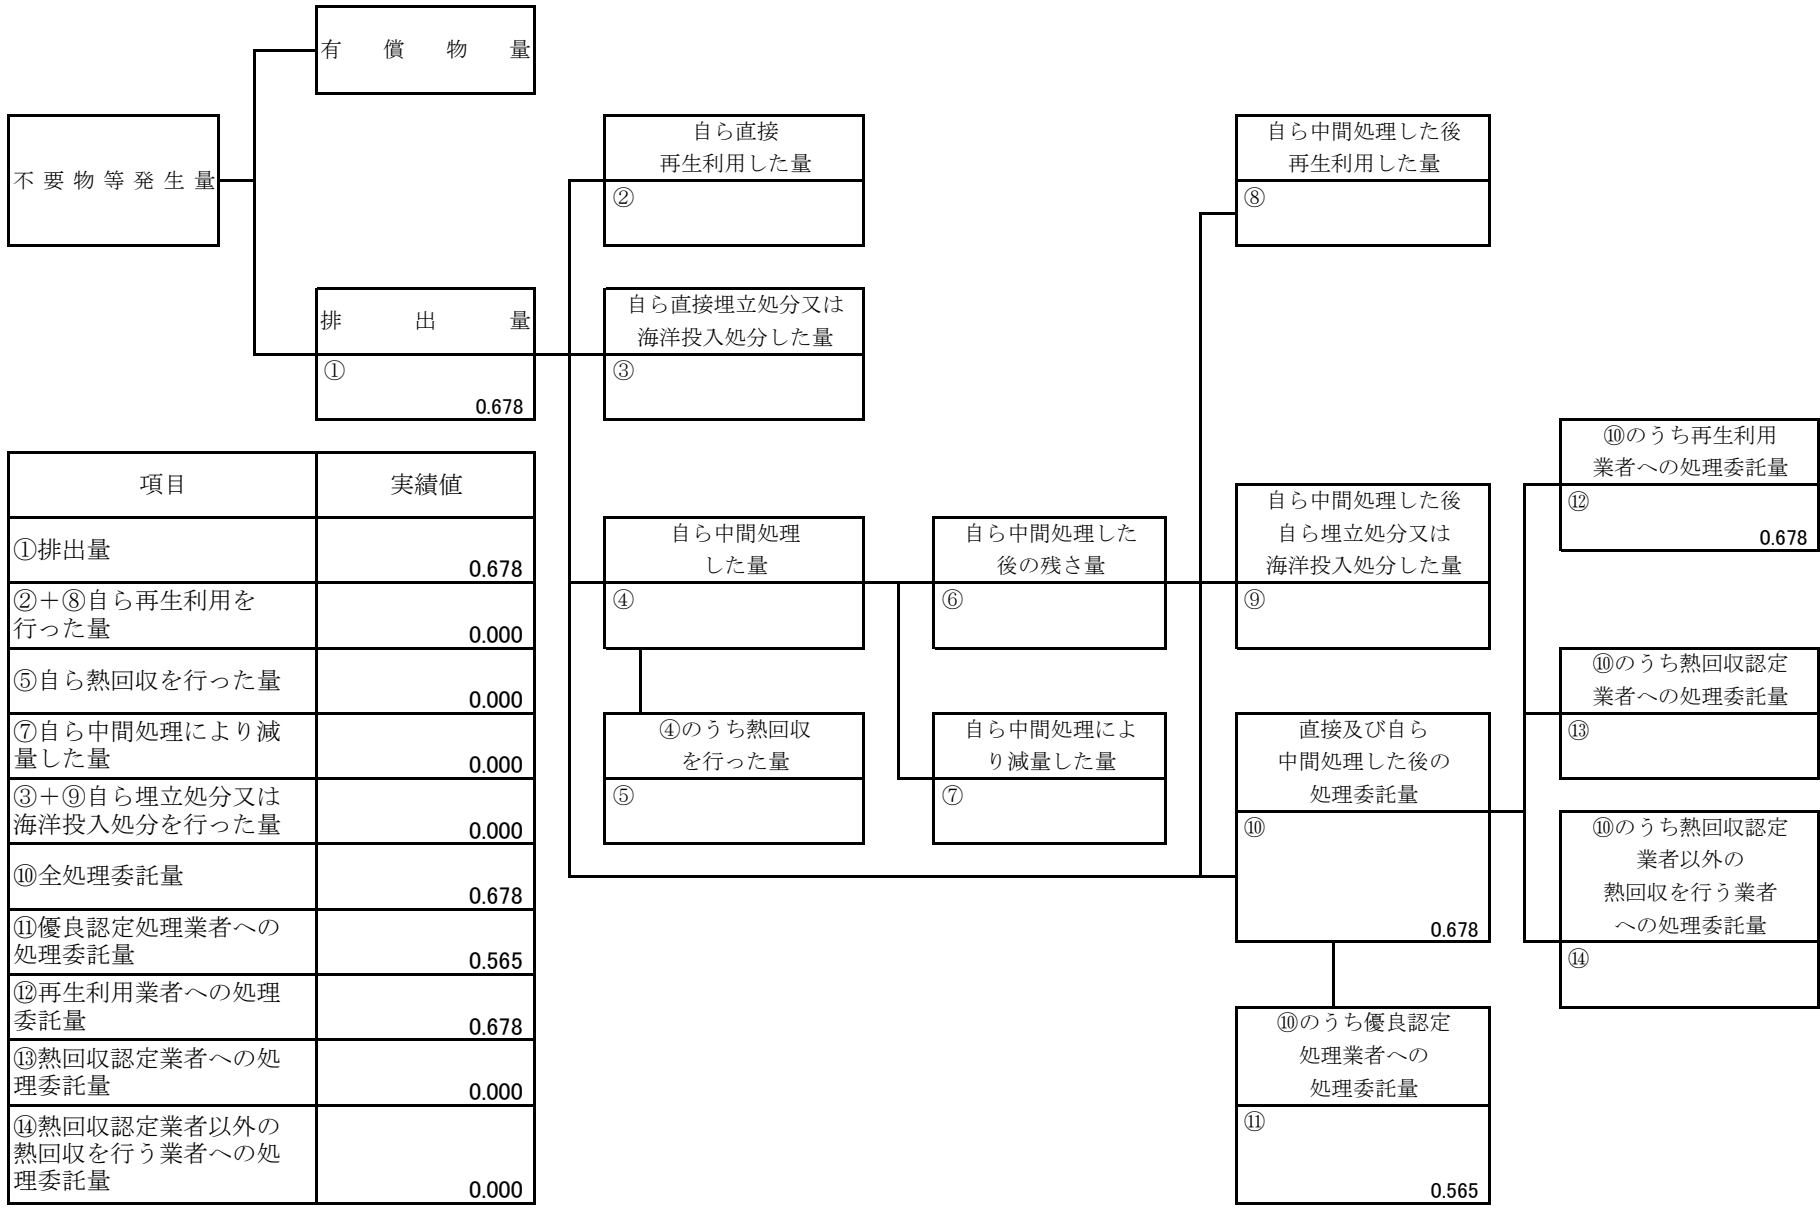 有償物量
不要物等発生量
排出量
①
0.678
自ら直接
再生利用した量
②
自ら直接埋立処分又は
海洋投入処分した量
③
自ら中間処理
した量
④
④のうち熱回収
を行った量
⑤
自ら中間処理した
後の残さ量
⑥
自ら中間処理によ
り減量した量
⑦
自ら中間処理した後
再生利用した量
⑧
自ら中間処理した後
自ら埋立処分又は
海洋投入処分した量
⑨
直接及び自ら
中間処理した後の
処理委託量
⑩
0.678
⑩のうち優良認定
処理業者への
処理委託量
⑪
0.565
⑩のうち再生利用
業者への処理委託量
⑫
0.678
⑩のうち熱回収認定
業者への処理委託量
⑬
⑩のうち熱回収認定
業者以外の
熱回収を行う業者
への処理委託量
⑭
項目 実績値
①排出量
0.678
②+⑧自ら再生利用を
行った量
0.000
⑤自ら熱回収を行った量
0.000
⑦自ら中間処理により減
量した量
0.000
③+⑨自ら埋立処分又は
海洋投入処分を行った量
0.000
⑩全処理委託量
0.678
⑪優良認定処理業者への
処理委託量
0.565
⑫再生利用業者への処理
委託量
0.678
⑬熱回収認定業者への処
理委託量
0.000
⑭熱回収認定業者以外の
熱回収を行う業者への処
理委託量
0.000